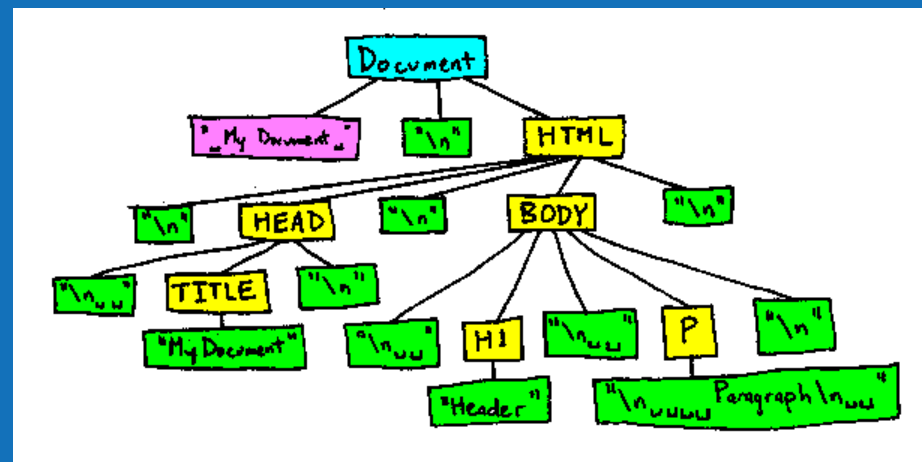 Document
"␣My Document␣"
"\n"
HTML
"\n"
HEAD
"\n"
BODY
"\n"
"\n␣␣"
TITLE
"\n"
"\n␣␣"
H1
"\n␣␣"
P
"\n"
"My Document"
"Header"
"\n␣␣␣␣Paragraph\n␣␣"